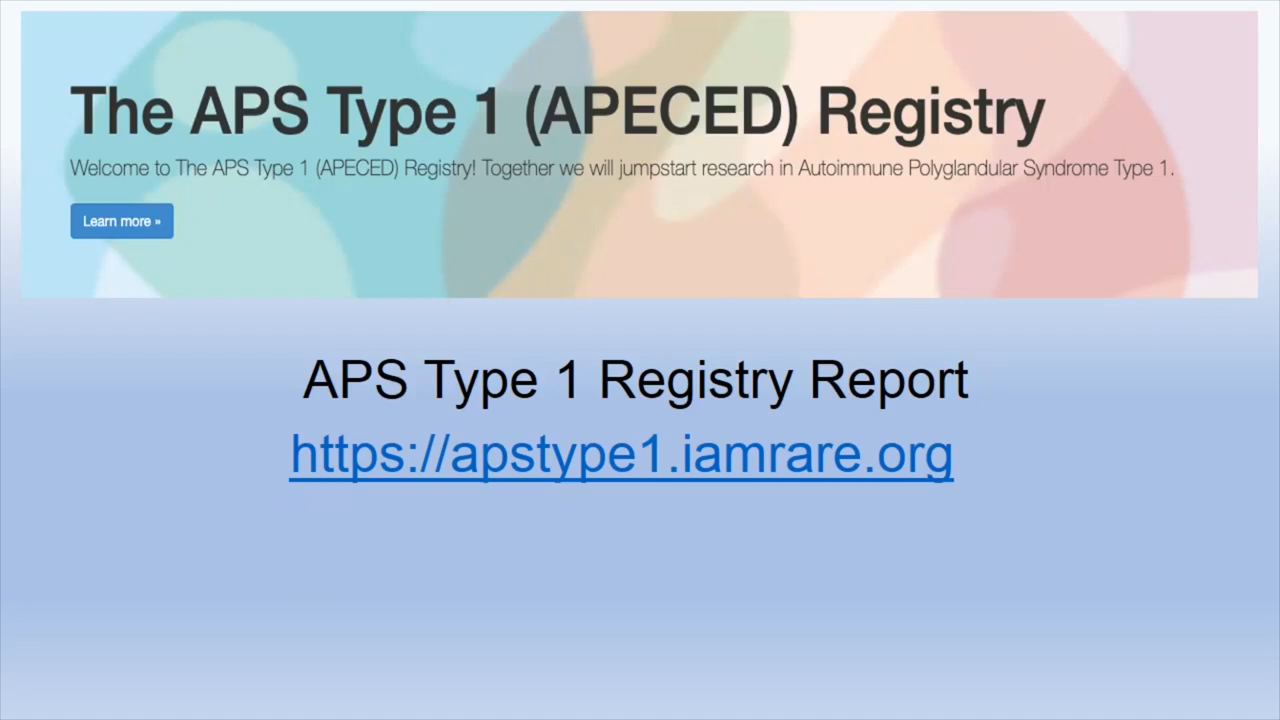 The APS Type 1 (APECED) Registry
Welcome to The APS Type 1 (APECED) Registry! Together we will jumpstart research in Autoimmune Polyglandular Syndrome Type 1.
Learn more »
APS Type 1 Registry Report
https://apstype1.iamrare.org